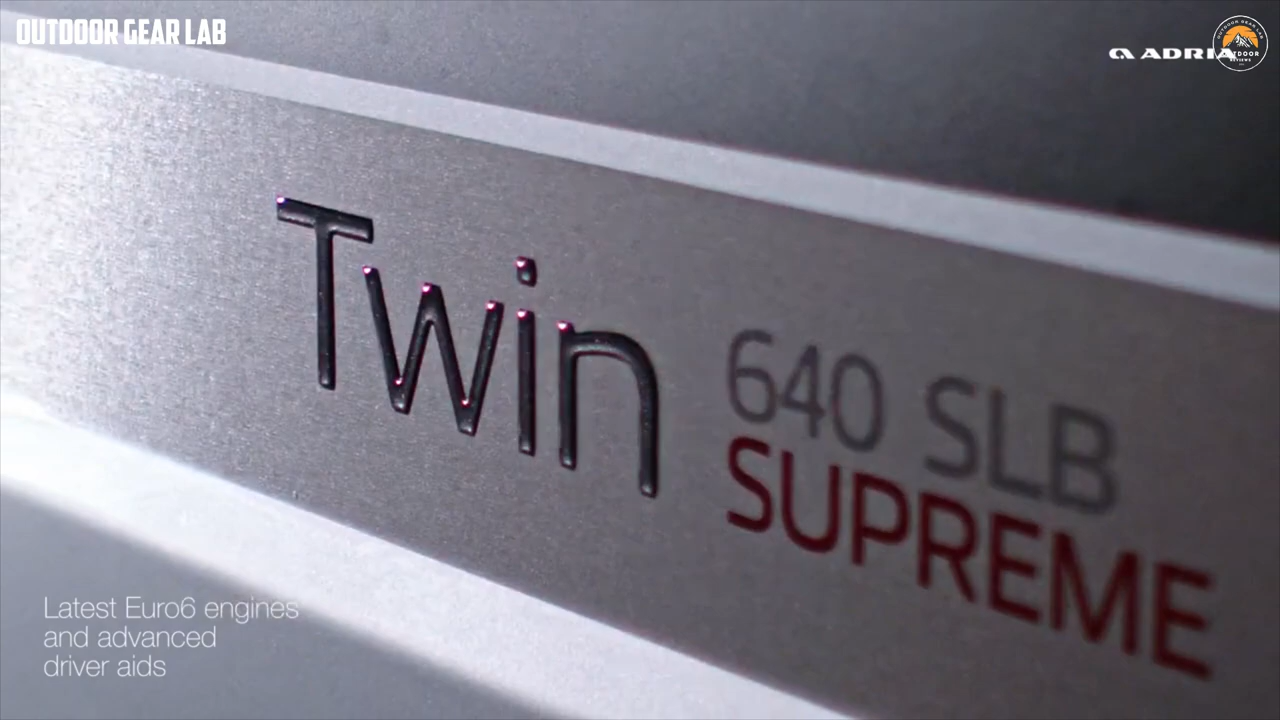 OUTDOOR GEAR LAB
ADRIA
Twin
640 SLB
SUPREME
Latest Euro6 engines
and advanced
driver aids